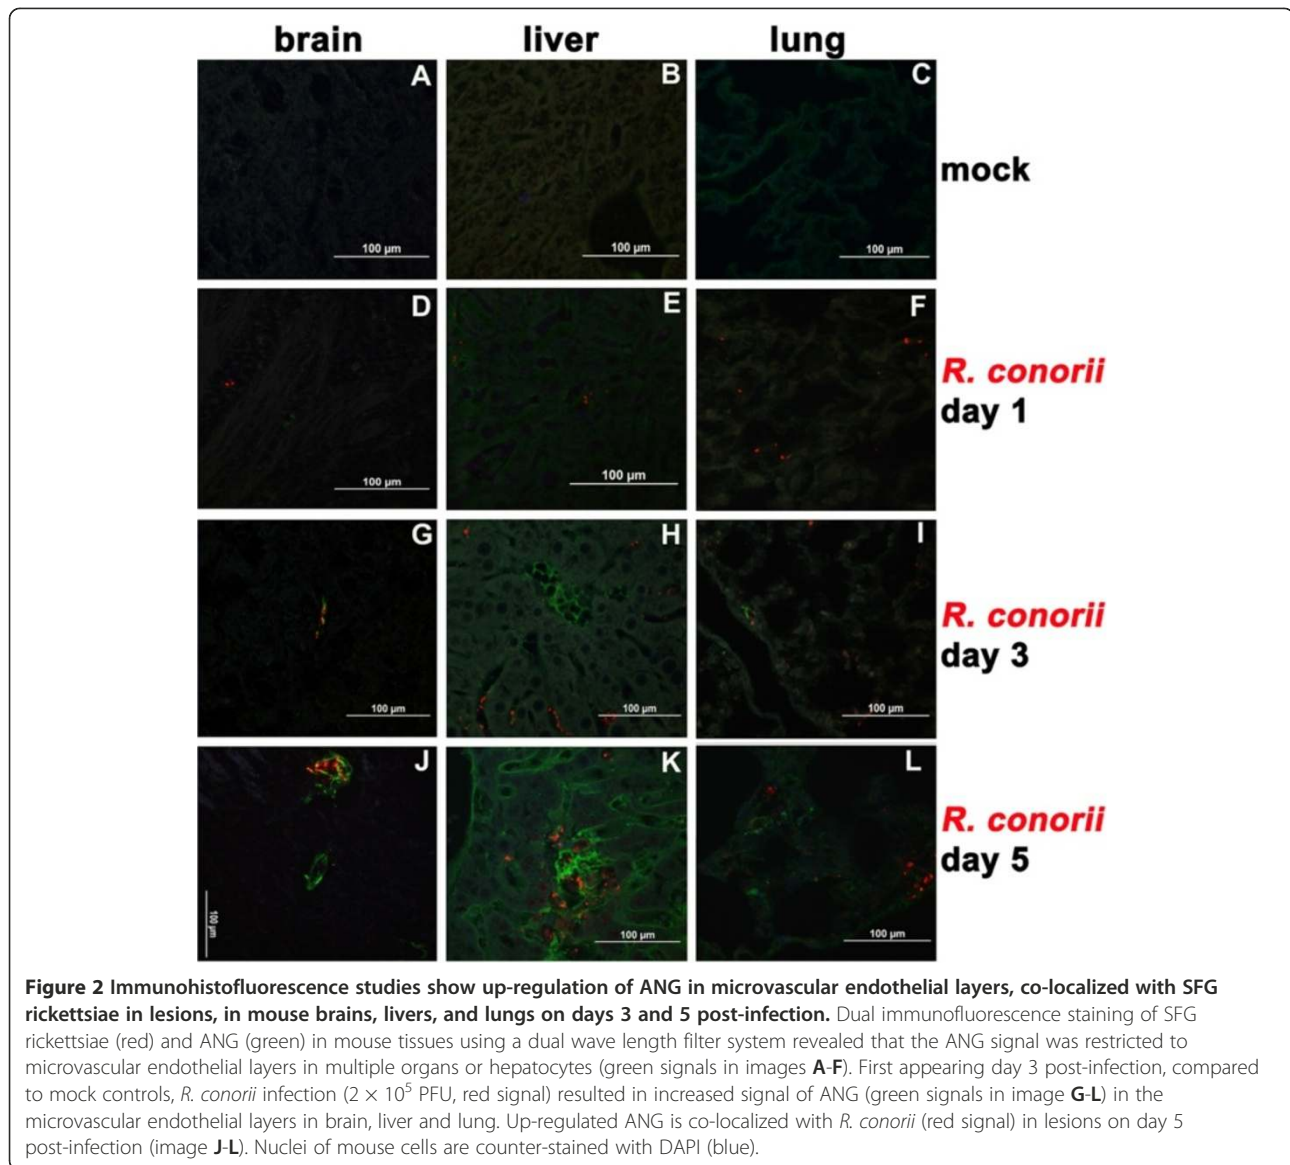 brain liver lung
A B C
mock
100 µm 100 µm 100 µm
D E F
R. conorii
day 1
100 µm 100 µm 100 µm
G H I
R. conorii
day 3
100 µm 100 µm 100 µm
J K L
R. conorii
day 5
100 µm 100 µm 100 µm
Figure 2 Immunohistofluorescence studies show up-regulation of ANG in microvascular endothelial layers, co-localized with SFG
rickettsiae in lesions, in mouse brains, livers, and lungs on days 3 and 5 post-infection. Dual immunofluorescence staining of SFG
rickettsiae (red) and ANG (green) in mouse tissues using a dual wave length filter system revealed that the ANG signal was restricted to
microvascular endothelial layers in multiple organs or hepatocytes (green signals in images A-F). First appearing day 3 post-infection, compared
to mock controls, R. conorii infection (2 × 10⁵ PFU, red signal) resulted in increased signal of ANG (green signals in image G-L) in the
microvascular endothelial layers in brain, liver and lung. Up-regulated ANG is co-localized with R. conorii (red signal) in lesions on day 5
post-infection (image J-L). Nuclei of mouse cells are counter-stained with DAPI (blue).